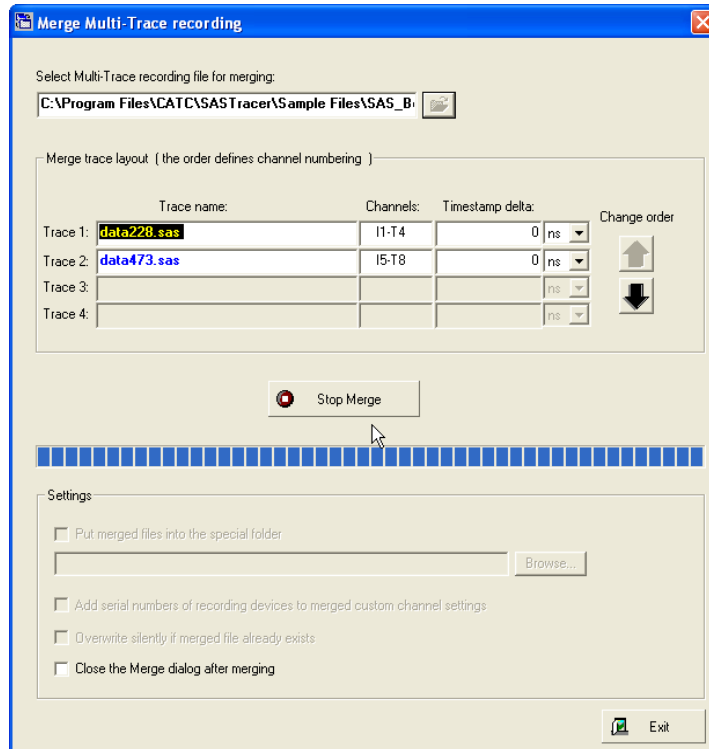 Merge Multi-Trace recording
Select Multi-Trace recording file for merging:
C:\Program Files\CATC\SASTracer\Sample Files\SAS_B
Merge trace layout ( the order defines channel numbering )
Trace name: Channels: Timestamp delta: Change order
Trace 1: data228.sas I1-T4 0 ns
Trace 2: data473.sas I5-T8 0 ns
Trace 3: ns
Trace 4: ns
Stop Merge
Settings
Put merged files into the special folder
Browse...
Add serial numbers of recording devices to merged custom channel settings
Overwrite silently if merged file already exists
Close the Merge dialog after merging
Exit